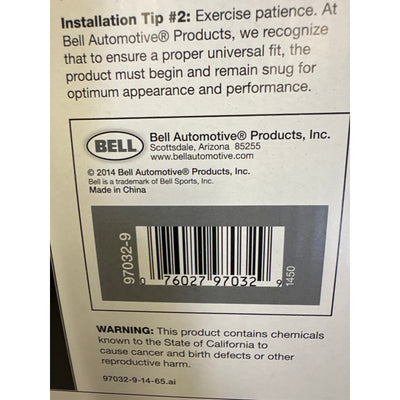 Installation Tip #2: Exercise patience. At
Bell Automotive® Products, we recognize
that to ensure a proper universal fit, the
product must begin and remain snug for
optimum appearance and performance.
BELL
Bell Automotive® Products, Inc.
Scottsdale, Arizona 85255
www.bellautomotive.com
© 2014 Bell Automotive® Products, Inc.
Bell is a trademark of Bell Sports, Inc.
Made in China
97032-9
0 76027 97032 9
1450
WARNING: This product contains chemicals
known to the State of California to
cause cancer and birth defects or other
reproductive harm.
97032-9-14-65.ai